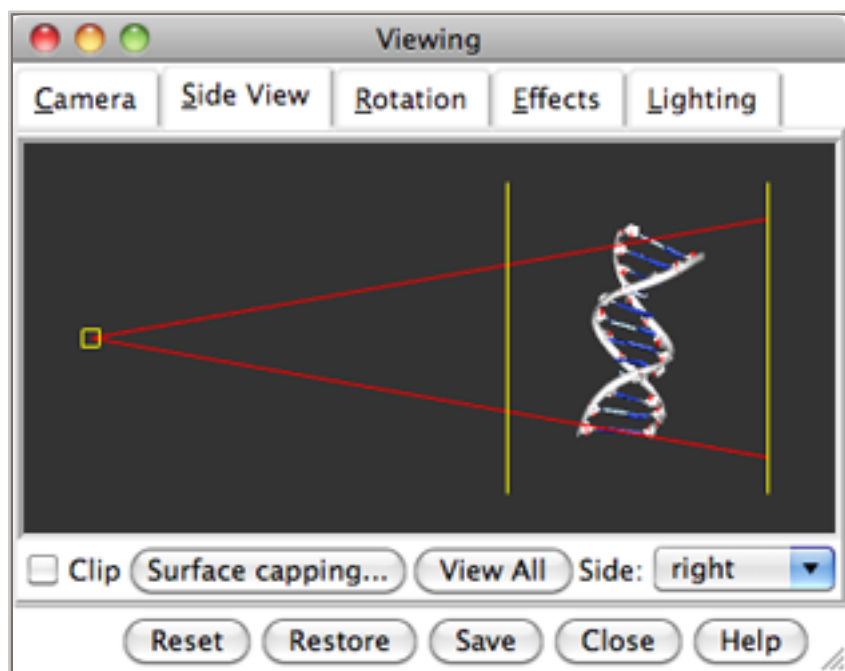 Viewing
Camera Side View Rotation Effects Lighting
Clip Surface capping... View All Side: right
Reset Restore Save Close Help